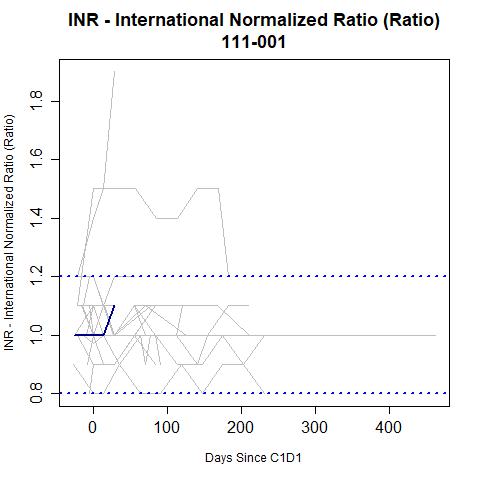 INR - International Normalized Ratio (Ratio)
111-001
INR - International Normalized Ratio (Ratio)
1.8
1.6
1.4
1.2
1.0
0.8
0 100 200 300 400
Days Since C1D1